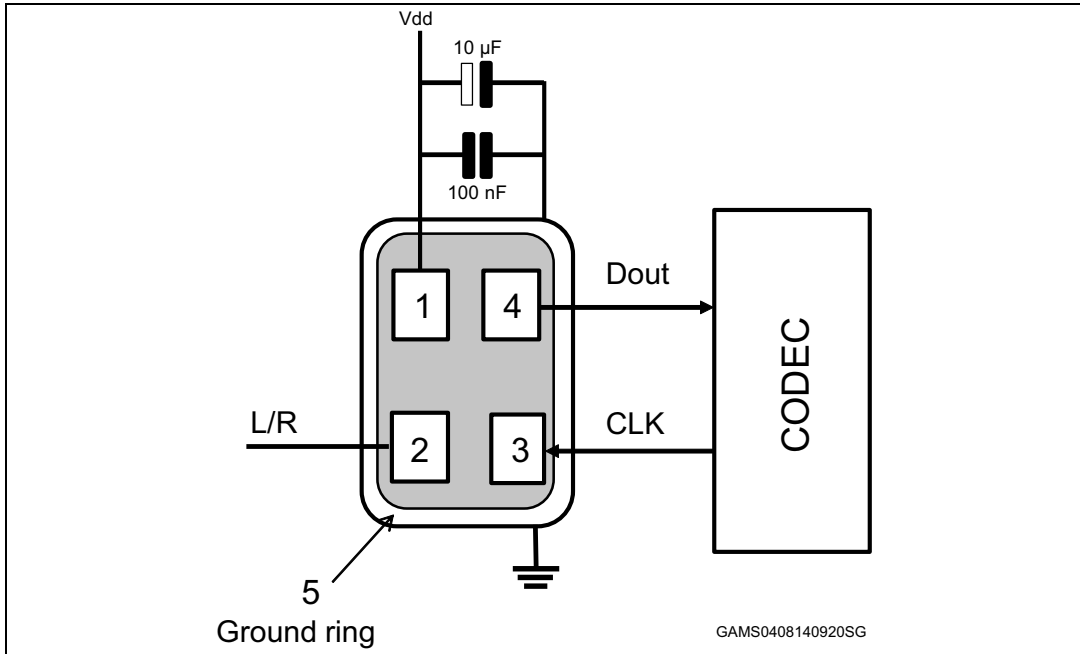 Vdd
10 µF
100 nF
1
4
Dout
CODEC
L/R
2
3
CLK
5
Ground ring
GAMS0408140920SG